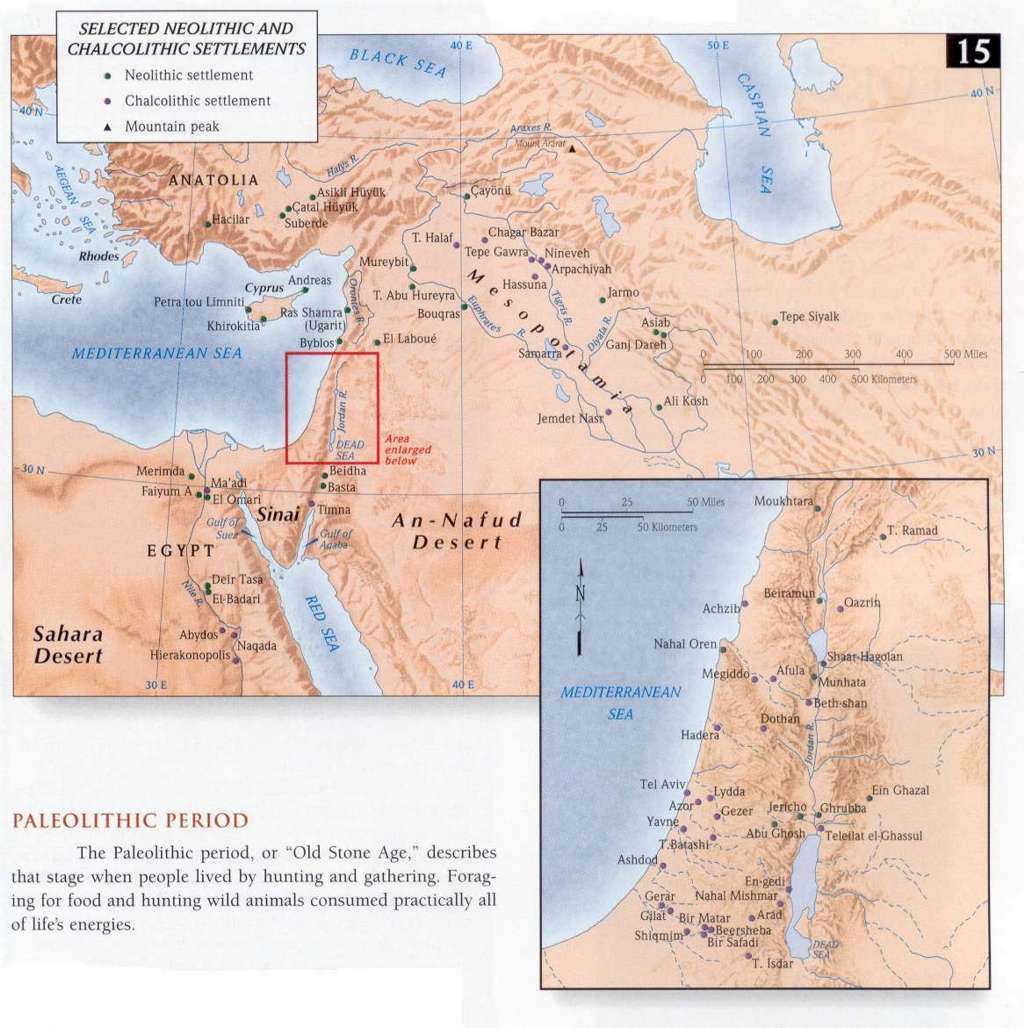 SELECTED NEOLITHIC AND
CHALCOLITHIC SETTLEMENTS
Neolithic settlement
Chalcolithic settlement
Mountain peak
15
40 E
50 E
BLACK SEA
CASPIAN
SEA
40 N
40 N
Araxes R.
Mount Ararat
Halys R.
AEGEAN
SEA
ANATOLIA
Asikli Hüyük
Çatal Hüyük
Suberde
Hacilar
Çayönü
Rhodes
Crete
T. Halaf
Chagar Bazar
Tepe Gawra
Nineveh
Arpachiyah
Hassuna
Mureybit
T. Abu Hureyra
Bouqras
Mesopotamia
Tigris R.
Euphrates R.
Diyala R.
Jarmo
Asiab
Ganj Dareh
Tepe Siyalk
Samarra
Cyprus
Andreas
Petra tou Limniti
Khirokitia
Ras Shamra
(Ugarit)
Orontes R.
Byblos
El Laboué
MEDITERRANEAN SEA
0 100 200 300 400 500 Miles
0 100 200 300 400 500 Kilometers
Ali Kosh
Jemdet Nasr
Jordan R.
DEAD
SEA
Area
enlarged
below
30 N
30 N
Merimda
Ma'adi
Faiyum A
El Omari
Beidha
Basta
Timna
Sinai
Gulf of
Suez
Gulf of
Aqaba
An-Nafud
Desert
EGYPT
Nile R.
Deir Tasa
El-Badari
RED SEA
Sahara
Desert
Abydos
Naqada
Hierakonpolis
30 E
40 E
0 25 50 Miles
0 25 50 Kilometers
N
Moukhtara
T. Ramad
Beiramun
Achzib
Qazrin
Nahal Oren
Shaar-Hagolan
Megiddo
Afula
Munhata
MEDITERRANEAN
SEA
Beth-shan
Dothan
Hadera
Jordan R.
Tel Aviv
Lydda
Ein Ghazal
Azor
Gezer
Jericho
Ghrubba
Yavne
Abu Ghosh
Teleilat el-Ghassul
T.Batashi
Ashdod
En-gedi
Gerar
Nahal Mishmar
Gilat
Bir Matar
Arad
Shiqmim
Beersheba
Bir Safadi
DEAD
SEA
T. Isdar
PALEOLITHIC PERIOD
The Paleolithic period, or “Old Stone Age,” describes
that stage when people lived by hunting and gathering. Forag-
ing for food and hunting wild animals consumed practically all
of life's energies.